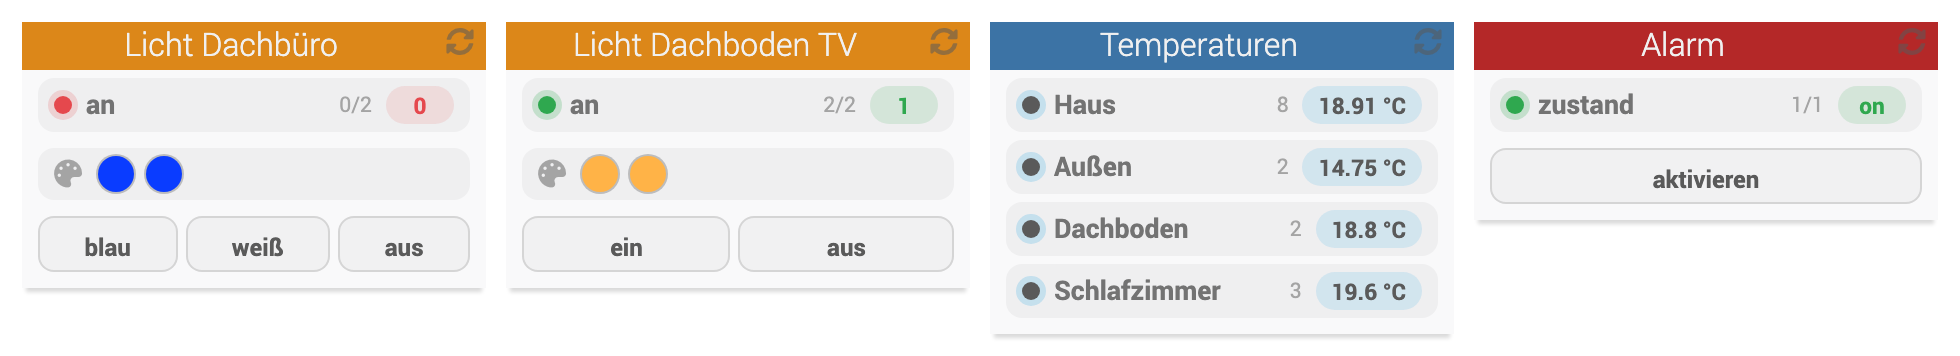 Licht Dachbüro
an 0/2 0
blau weiß aus
Licht Dachboden TV
an 2/2 1
ein aus
Temperaturen
Haus 8 18.91 °C
Außen 2 14.75 °C
Dachboden 2 18.8 °C
Schlafzimmer 3 19.6 °C
Alarm
zustand 1/1 on
aktivieren